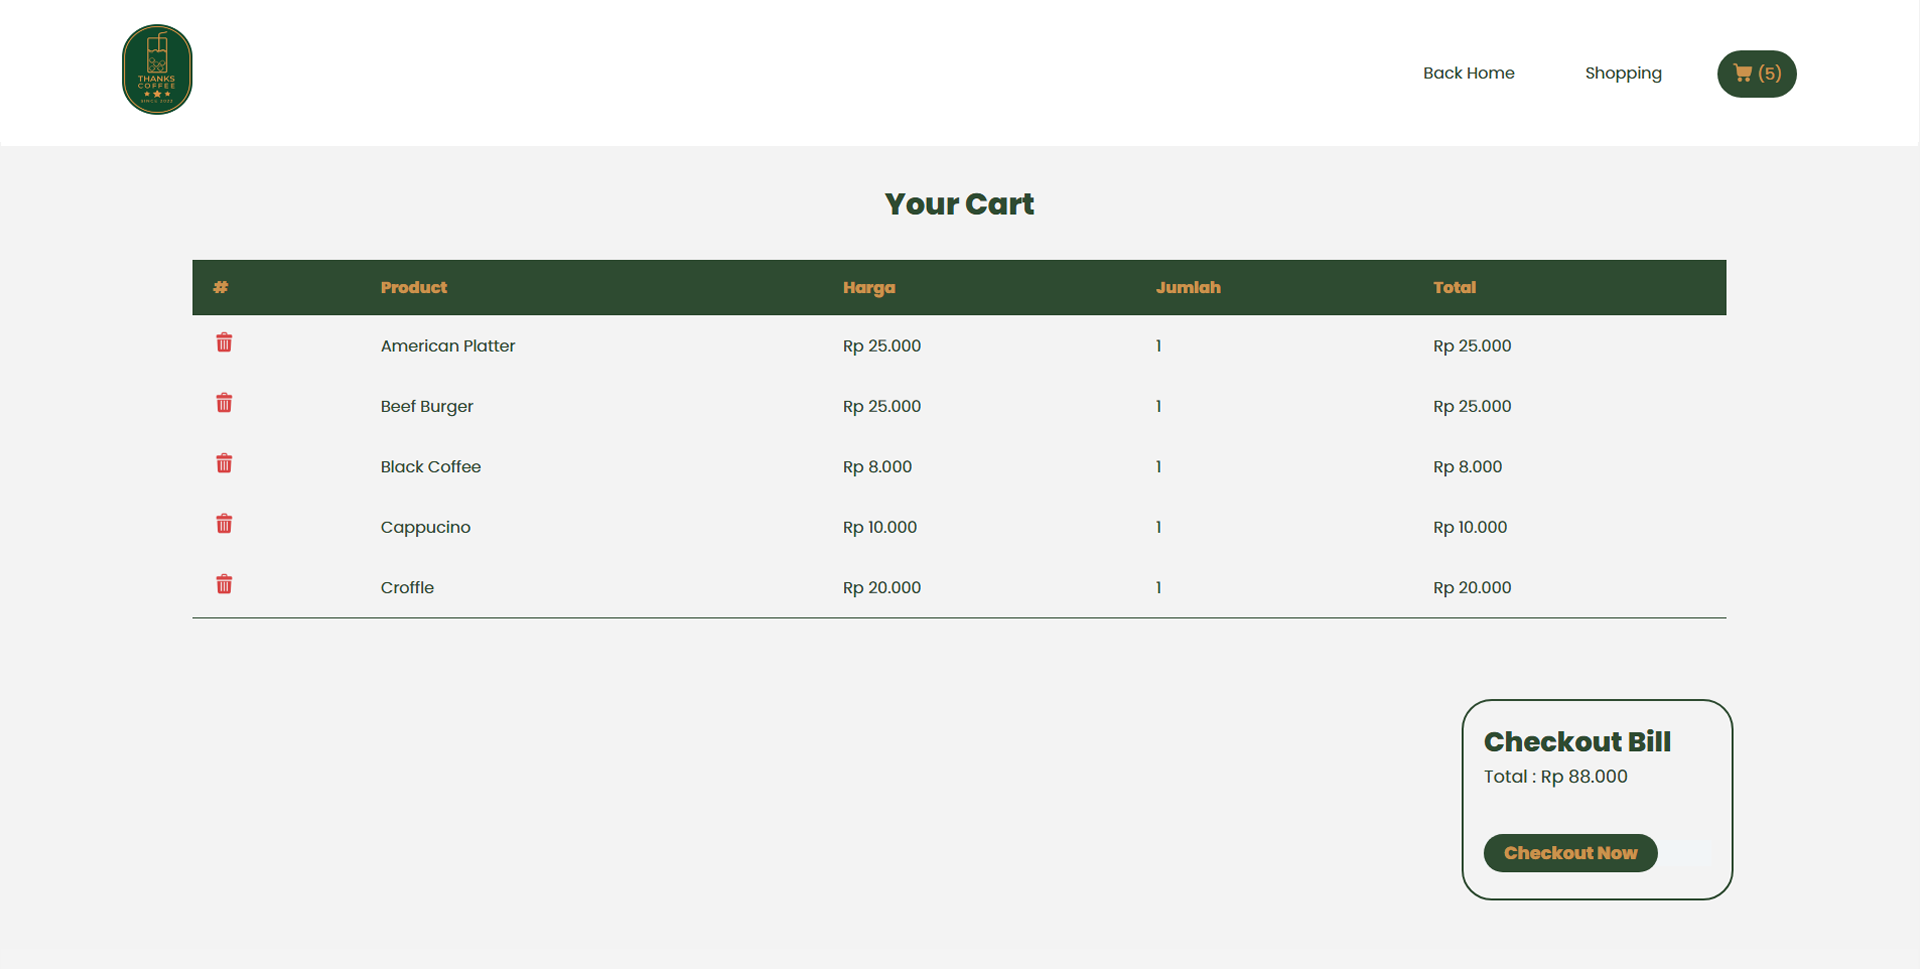 THANKS
COFFEE
SINCE 2022
Back Home Shopping (5)
Your Cart
# Product Harga Jumlah Total
American Platter Rp 25.000 1 Rp 25.000
Beef Burger Rp 25.000 1 Rp 25.000
Black Coffee Rp 8.000 1 Rp 8.000
Cappucino Rp 10.000 1 Rp 10.000
Croffle Rp 20.000 1 Rp 20.000
Checkout Bill
Total : Rp 88.000
Checkout Now